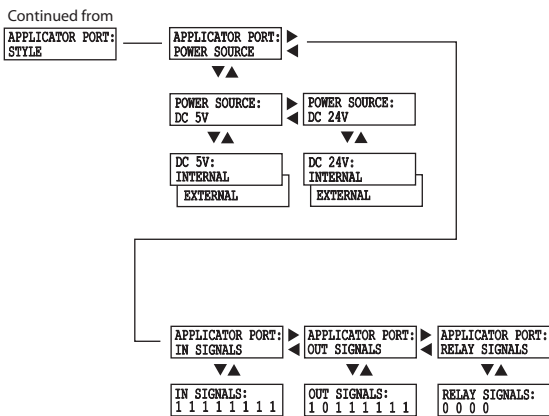 Continued from
APPLICATOR PORT:
STYLE
APPLICATOR PORT:
POWER SOURCE
POWER SOURCE:
DC 5V
POWER SOURCE:
DC 24V
DC 5V:
INTERNAL
EXTERNAL
DC 24V:
INTERNAL
EXTERNAL
APPLICATOR PORT:
IN SIGNALS
APPLICATOR PORT:
OUT SIGNALS
APPLICATOR PORT:
RELAY SIGNALS
IN SIGNALS:
1 1 1 1 1 1 1 1
OUT SIGNALS:
1 0 1 1 1 1 1 1
RELAY SIGNALS:
0 0 0 0